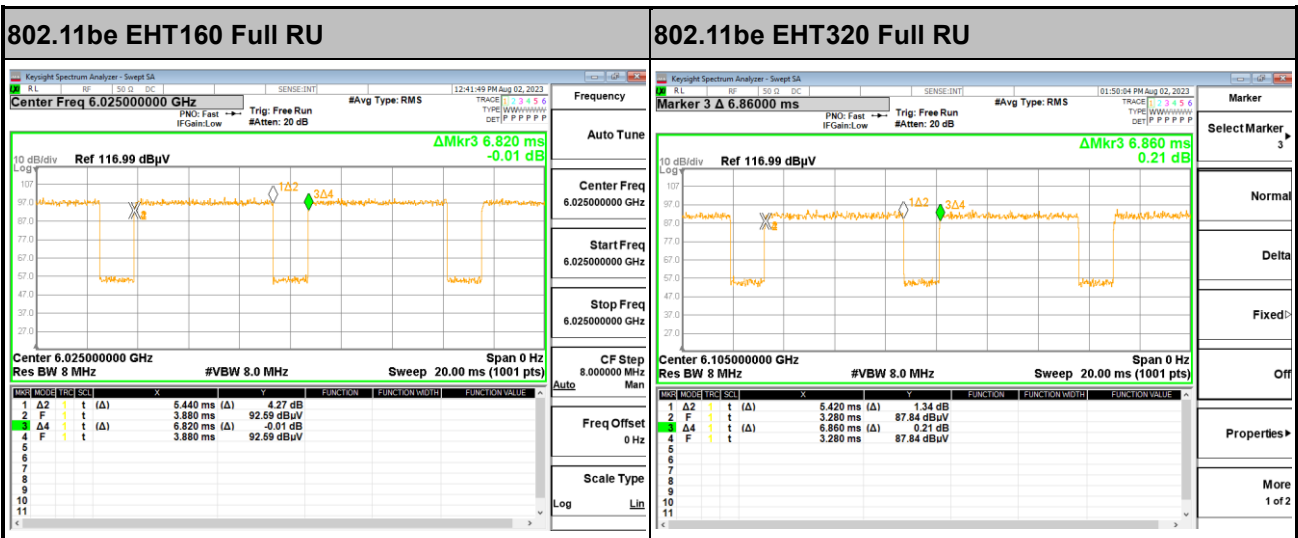 802.11be EHT160 Full RU
Keysight Spectrum Analyzer - Swept SA
RL RF 50 Ω DC SENSE:INT 12:41:49 PM Aug 02, 2023
Center Freq 6.025000000 GHz #Avg Type: RMS TRACE 1 2 3 4 5 6
PNO: Fast Trig: Free Run TYPE WWWWWW
IFGain:Low #Atten: 20 dB DET P P P P P P
ΔMkr3 6.820 ms
-0.01 dB
10 dB/div Ref 116.99 dBµV
Log
107
97.0
87.0
77.0
67.0
57.0
47.0
37.0
27.0
1Δ2
3Δ4
Center 6.025000000 GHz Span 0 Hz
Res BW 8 MHz #VBW 8.0 MHz Sweep 20.00 ms (1001 pts)
MKR MODE TRC SCL X Y FUNCTION FUNCTION WIDTH FUNCTION VALUE
1 Δ2 1 t (Δ) 5.440 ms (Δ) 4.27 dB
2 F 1 t 3.880 ms 92.59 dBµV
3 Δ4 1 t (Δ) 6.820 ms (Δ) -0.01 dB
4 F 1 t 3.880 ms 92.59 dBµV
5
6
7
8
9
10
11
Frequency
Auto Tune
Center Freq
6.025000000 GHz
Start Freq
6.025000000 GHz
Stop Freq
6.025000000 GHz
CF Step
8.000000 MHz
Auto Man
Freq Offset
0 Hz
Scale Type
Log Lin
802.11be EHT320 Full RU
Keysight Spectrum Analyzer - Swept SA
RL RF 50 Ω DC SENSE:INT 01:50:04 PM Aug 02, 2023
Marker 3 Δ 6.86000 ms #Avg Type: RMS TRACE 1 2 3 4 5 6
PNO: Fast Trig: Free Run TYPE WWWWWW
IFGain:Low #Atten: 20 dB DET P P P P P P
ΔMkr3 6.860 ms
0.21 dB
10 dB/div Ref 116.99 dBµV
Log
107
97.0
87.0
77.0
67.0
57.0
47.0
37.0
27.0
1Δ2
3Δ4
Center 6.105000000 GHz Span 0 Hz
Res BW 8 MHz #VBW 8.0 MHz Sweep 20.00 ms (1001 pts)
MKR MODE TRC SCL X Y FUNCTION FUNCTION WIDTH FUNCTION VALUE
1 Δ2 1 t (Δ) 5.420 ms (Δ) 1.34 dB
2 F 1 t 3.280 ms 87.84 dBµV
3 Δ4 1 t (Δ) 6.860 ms (Δ) 0.21 dB
4 F 1 t 3.280 ms 87.84 dBµV
5
6
7
8
9
10
11
Marker
Select Marker
3
Normal
Delta
Fixed
Off
Properties
More
1 of 2